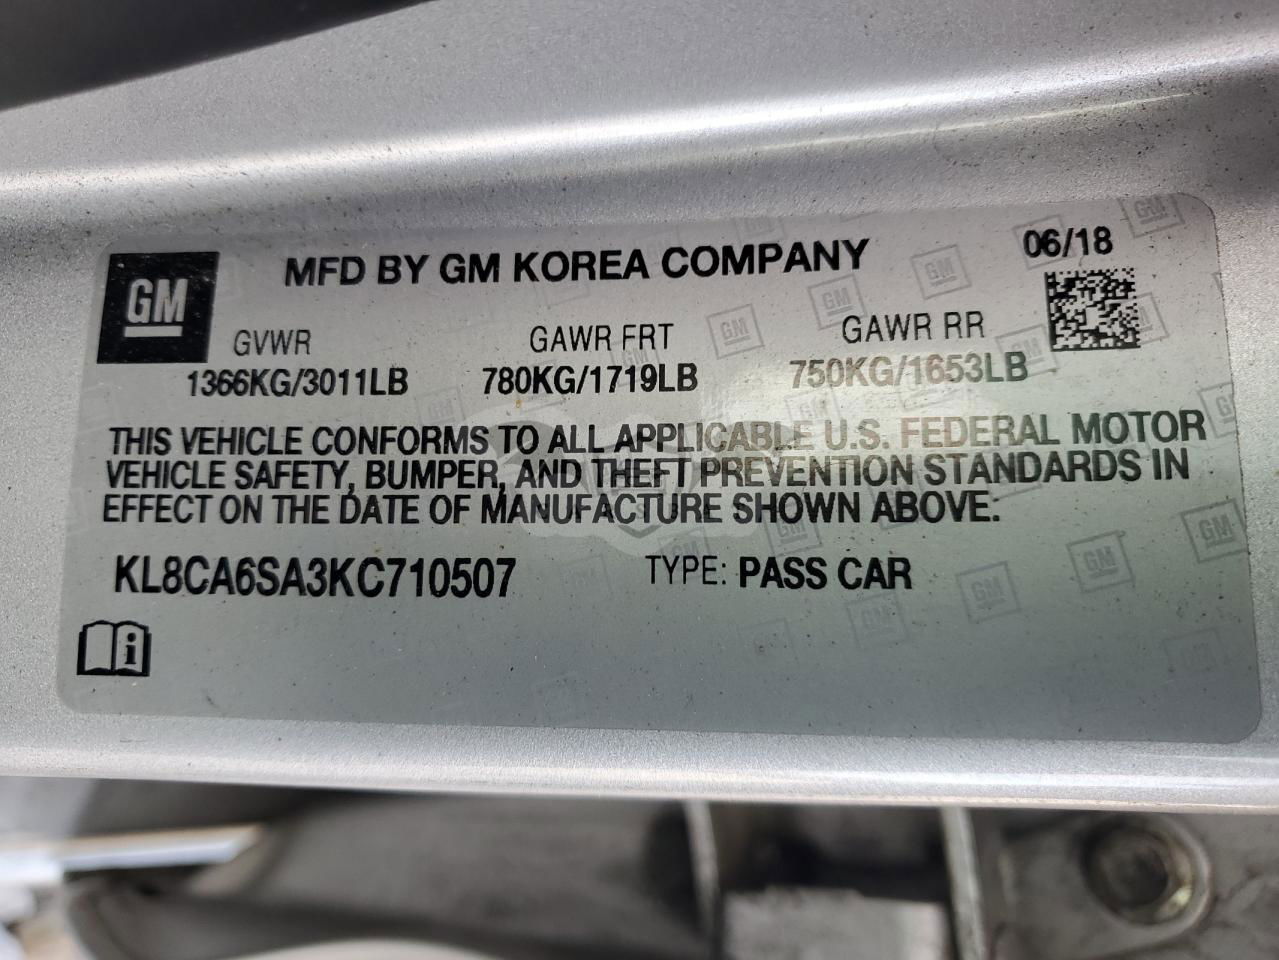 GM
MFD BY GM KOREA COMPANY
06/18
GVWR
GAWR FRT
GAWR RR
1366KG/3011LB
780KG/1719LB
750KG/1653LB
THIS VEHICLE CONFORMS TO ALL APPLICABLE U.S. FEDERAL MOTOR
VEHICLE SAFETY, BUMPER, AND THEFT PREVENTION STANDARDS IN
EFFECT ON THE DATE OF MANUFACTURE SHOWN ABOVE:
KL8CA6SA3KC710507
TYPE: PASS CAR